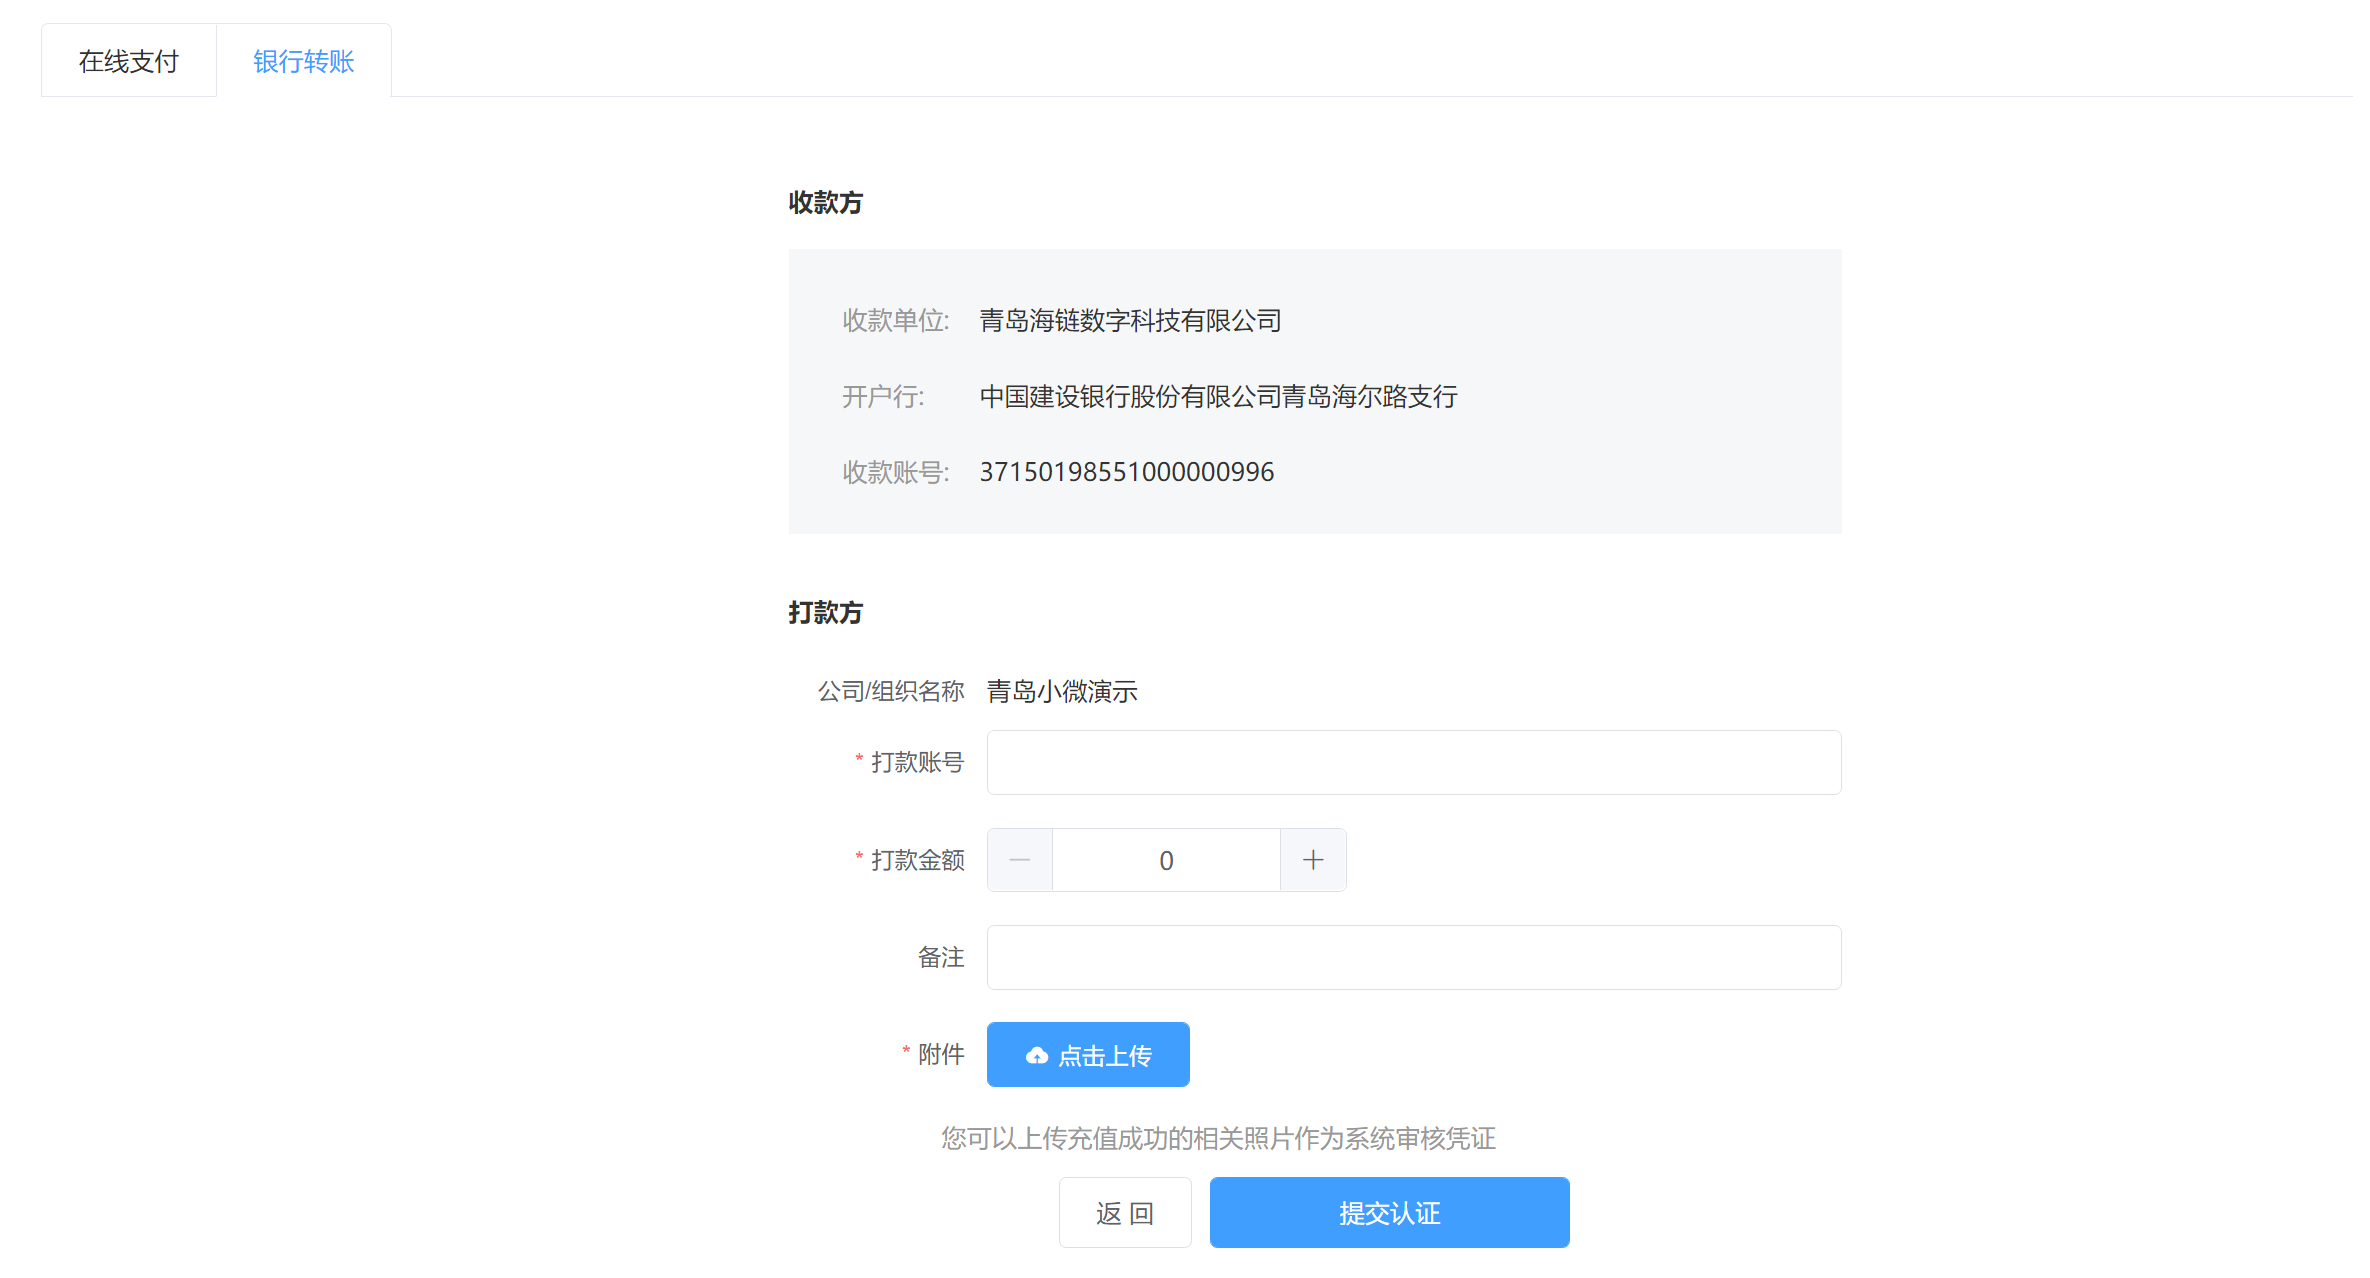 在线支付 银行转账
收款方
收款单位: 青岛海链数字科技有限公司
开户行: 中国建设银行股份有限公司青岛海尔路支行
收款账号: 37150198551000000996
打款方
公司/组织名称 青岛小微演示
* 打款账号
* 打款金额 0
备注
* 附件 点击上传
您可以上传充值成功的相关照片作为系统审核凭证
返 回 提交认证